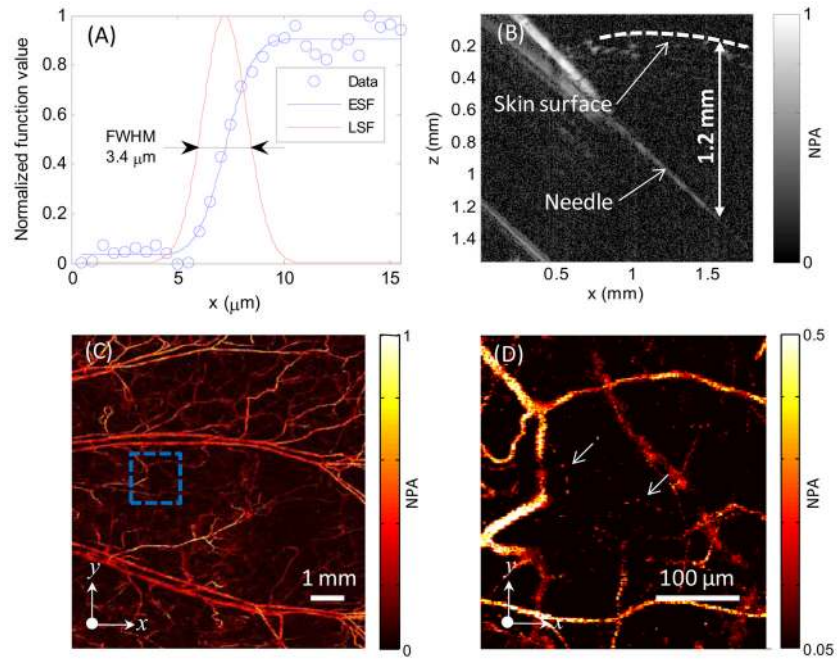 (A)
Normalized function value
1
0.8
0.6
0.4
0.2
0
0
5
10
15
x (μm)
FWHM
3.4 μm
Data
ESF
LSF
(B)
z (mm)
0.2
0.4
0.6
0.8
1
1.2
1.4
0.5
1
1.5
x (mm)
Skin surface
Needle
1.2 mm
1
NPA
0
(C)
y
x
1 mm
1
NPA
0
(D)
y
x
100 μm
0.5
NPA
0.05